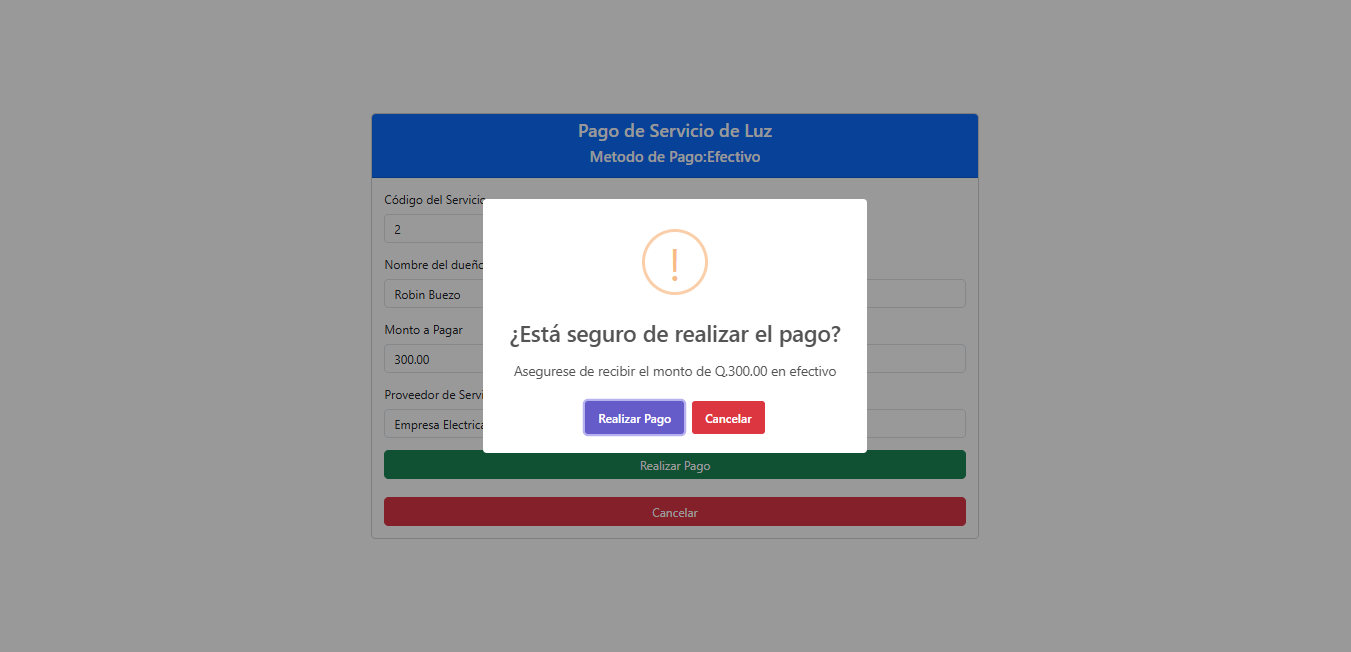 Pago de Servicio de Luz
Metodo de Pago:Efectivo
Código del Servicio
2
Nombre del dueño
Robin Buezo
Monto a Pagar
300.00
Proveedor de Servi
Empresa Electrica
!
¿Está seguro de realizar el pago?
Asegurese de recibir el monto de Q.300.00 en efectivo
Realizar Pago Cancelar
Realizar Pago
Cancelar